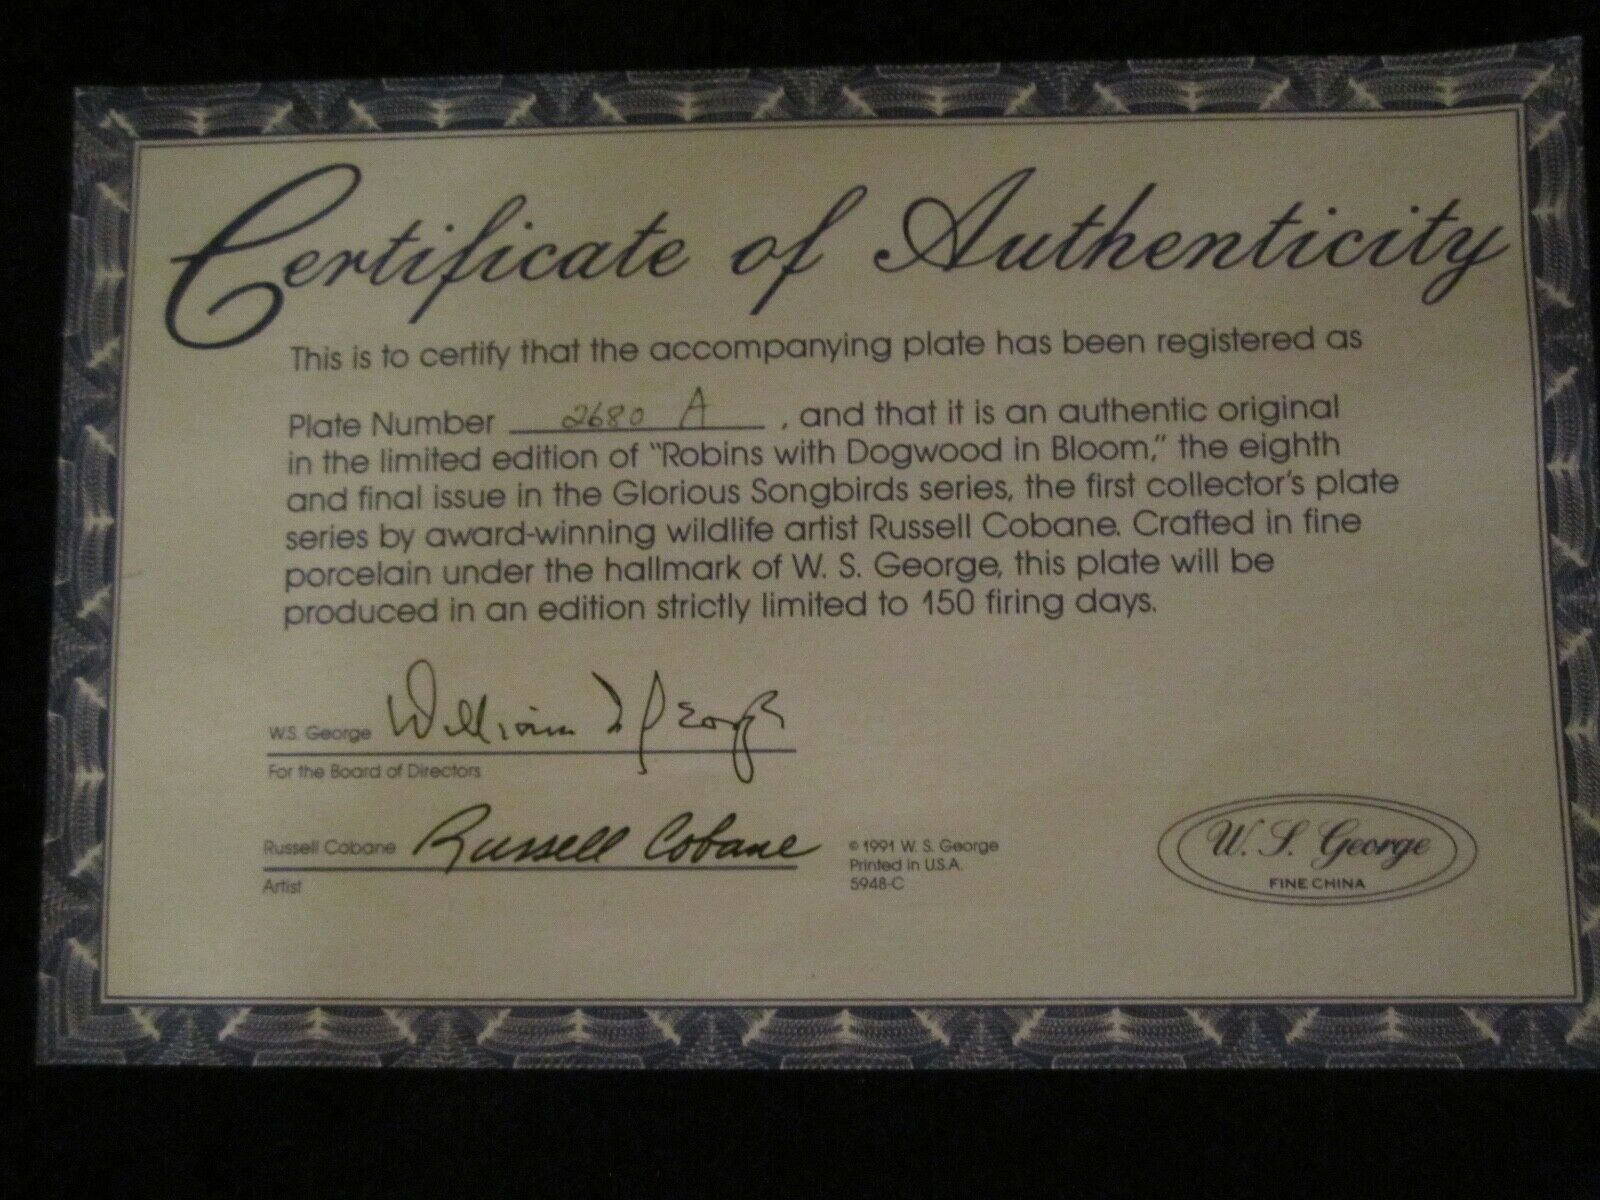 Certificate of Authenticity
This is to certify that the accompanying plate has been registered as
Plate Number 2680 A , and that it is an authentic original
in the limited edition of "Robins with Dogwood in Bloom," the eighth
and final issue in the Glorious Songbirds series, the first collector's plate
series by award-winning wildlife artist Russell Cobane. Crafted in fine
porcelain under the hallmark of W. S. George, this plate will be
produced in an edition strictly limited to 150 firing days.
W.S. George William S George
For the Board of Directors
Russell Cobane Russell Cobane
Artist
© 1991 W. S. George
Printed in U.S.A.
5948-C
W. S. George
FINE CHINA